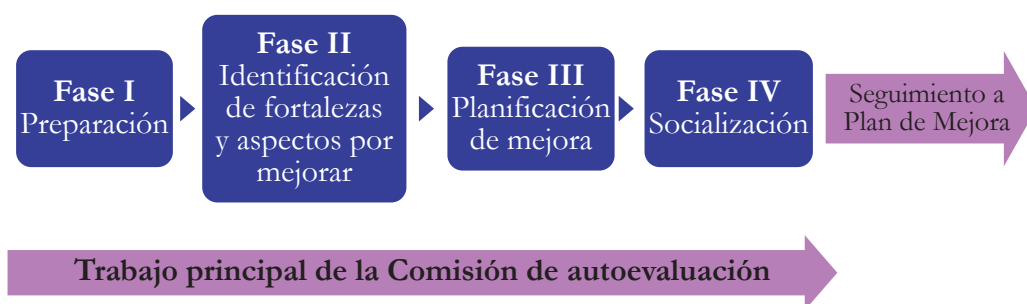 Fase I
Preparación
Fase II
Identificación
de fortalezas
y aspectos por
mejorar
Fase III
Planificación
de mejora
Fase IV
Socialización
Seguimiento a
Plan de Mejora
Trabajo principal de la Comisión de autoevaluación